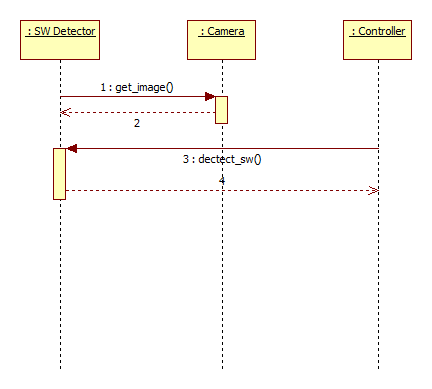 : SW Detector
: Camera
: Controller
1 : get_image()
2
3 : dectect_sw()
4